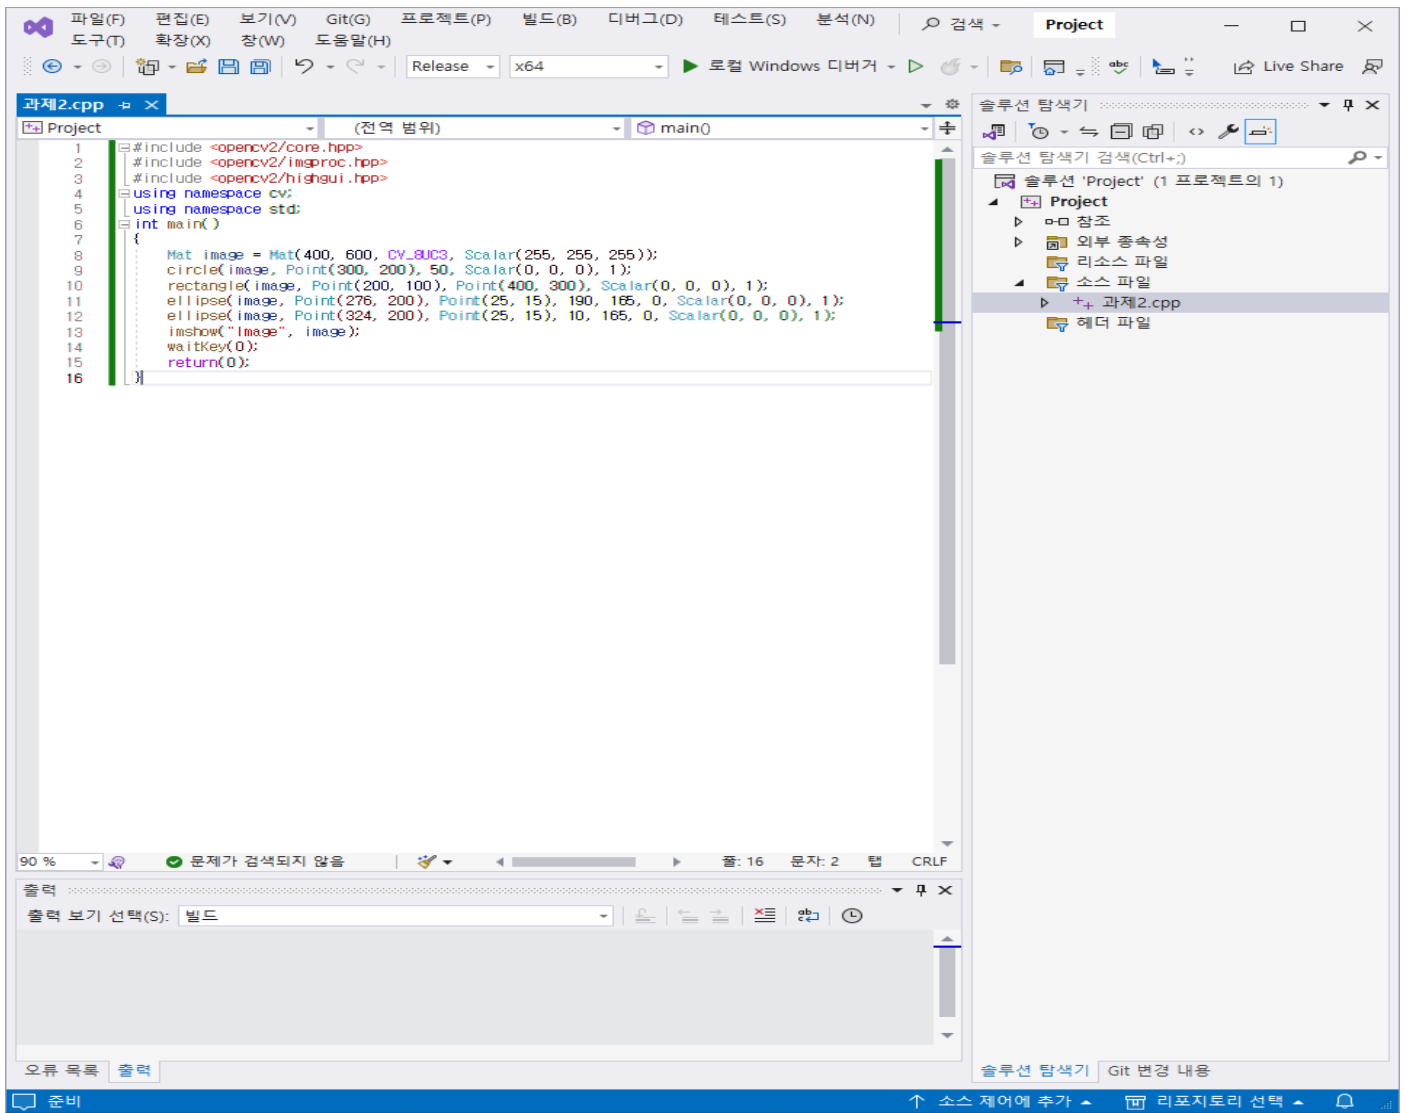 파일(F) 편집(E) 보기(V) Git(G) 프로젝트(P) 빌드(B) 디버그(D) 테스트(S) 분석(N) 검색 Project
도구(T) 확장(X) 창(W) 도움말(H)
Release x64 로컬 Windows 디버거 Live Share
과제2.cpp
Project (전역 범위) main()
1 #include <opencv2/core.hpp>
2 #include <opencv2/imgproc.hpp>
3 #include <opencv2/highgui.hpp>
4 using namespace cv;
5 using namespace std;
6 int main()
7 {
8 Mat image = Mat(400, 600, CV_8UC3, Scalar(255, 255, 255));
9 circle(image, Point(300, 200), 50, Scalar(0, 0, 0), 1);
10 rectangle(image, Point(200, 100), Point(400, 300), Scalar(0, 0, 0), 1);
11 ellipse(image, Point(276, 200), Point(25, 15), 190, 165, 0, Scalar(0, 0, 0), 1);
12 ellipse(image, Point(324, 200), Point(25, 15), 10, 165, 0, Scalar(0, 0, 0), 1);
13 imshow("Image", image);
14 waitKey(0);
15 return(0);
16 }
90 % 문제가 검색되지 않음 줄: 16 문자: 2 탭 CRLF
출력
출력 보기 선택(S): 빌드
오류 목록 출력
솔루션 탐색기
솔루션 탐색기 검색(Ctrl+;)
솔루션 'Project' (1 프로젝트의 1)
Project
참조
외부 종속성
리소스 파일
소스 파일
과제2.cpp
헤더 파일
솔루션 탐색기 Git 변경 내용
준비 소스 제어에 추가 리포지토리 선택